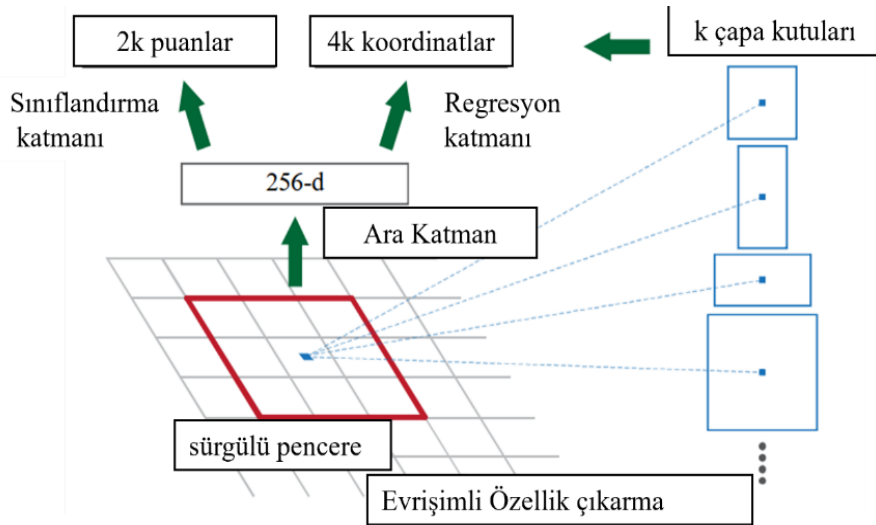 2k puanlar
4k koordinatlar
k çapa kutuları
Sınıflandırma
katmanı
Regresyon
katmanı
256-d
Ara Katman
sürgülü pencere
Evrişimli Özellik çıkarma